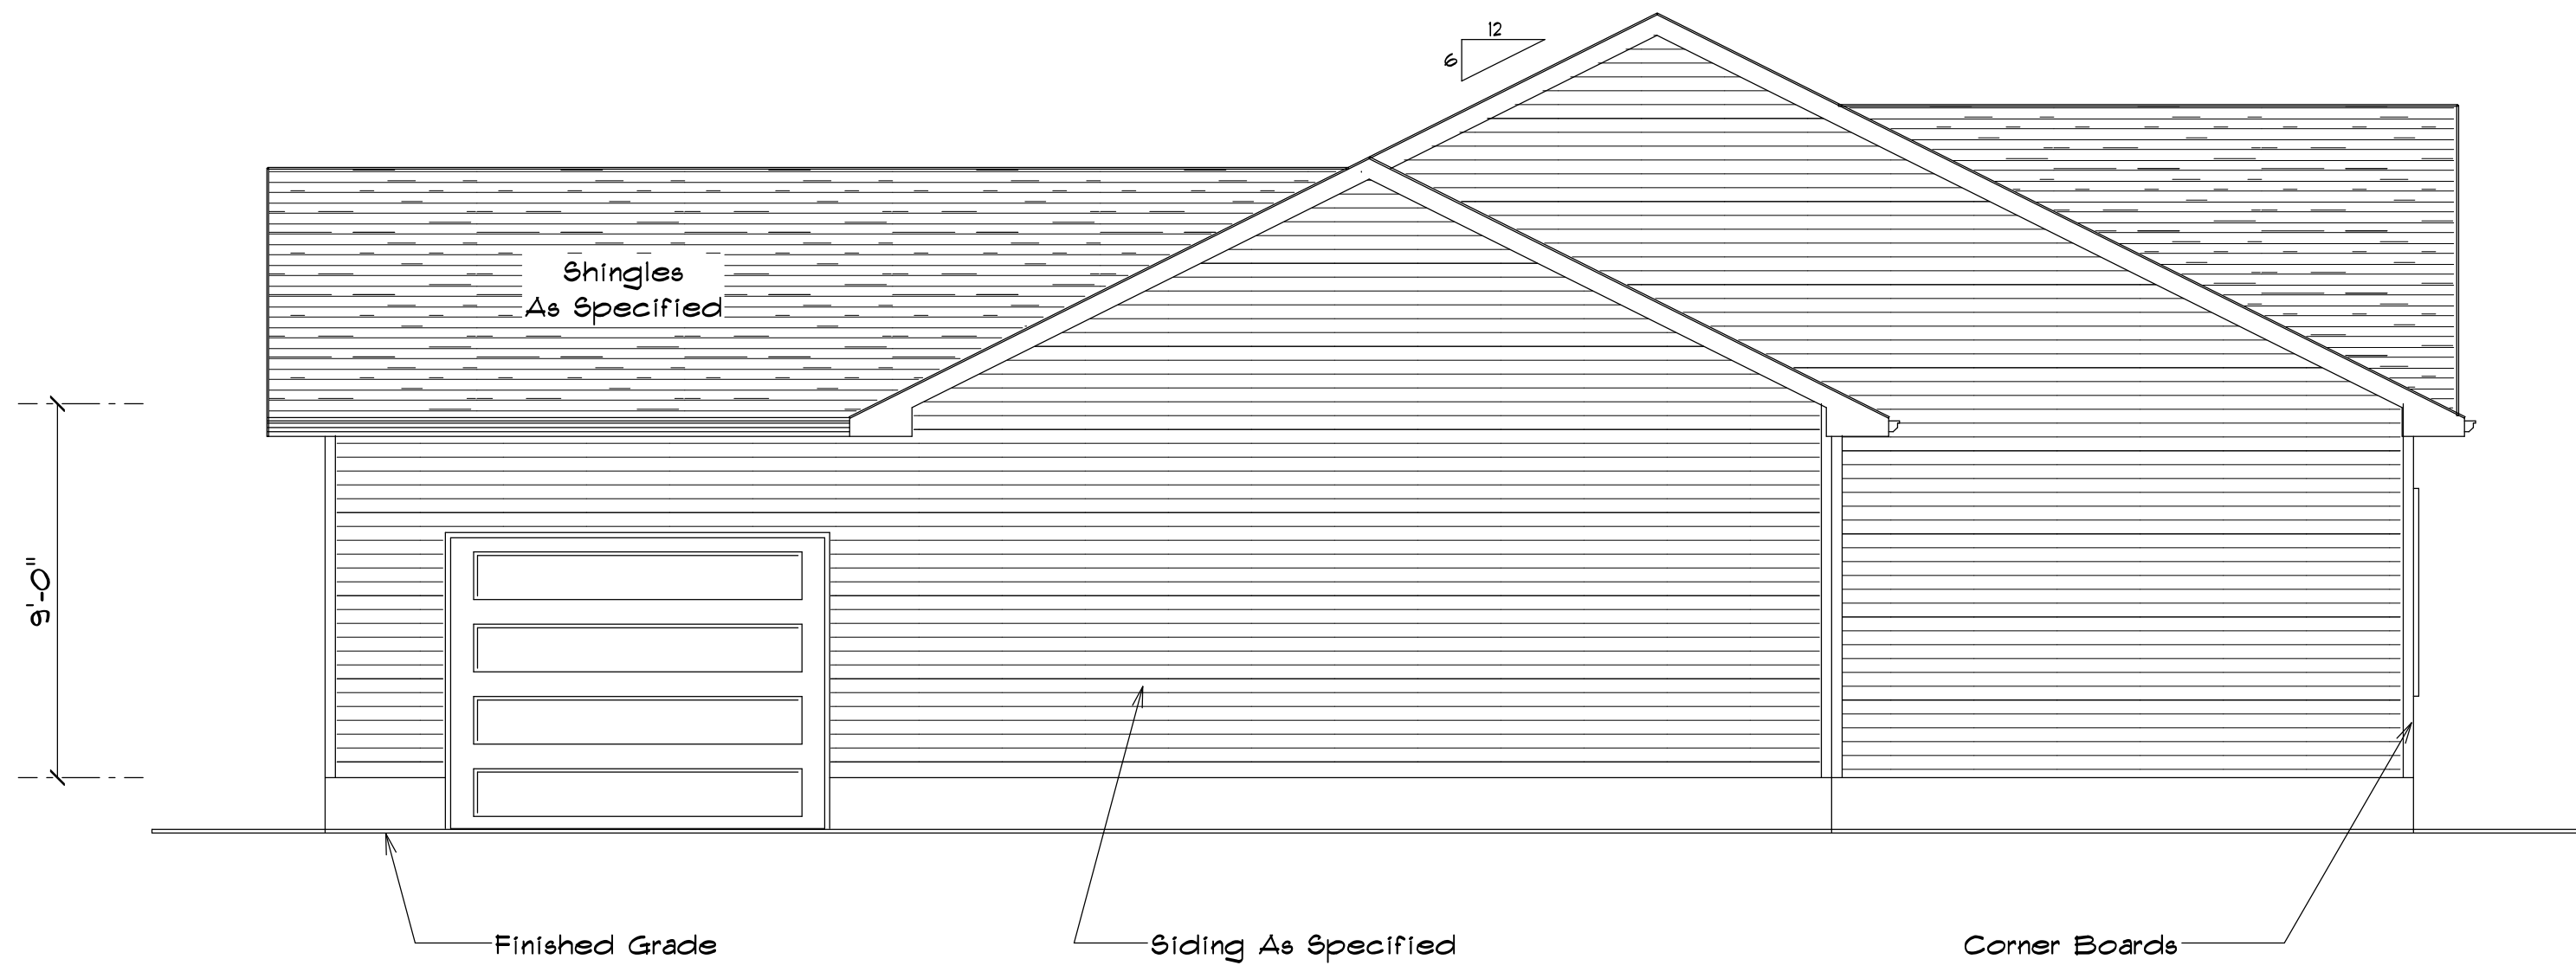 12
6
Shingles
As Specified
9'-0"
Finished Grade
Siding As Specified
Corner Boards